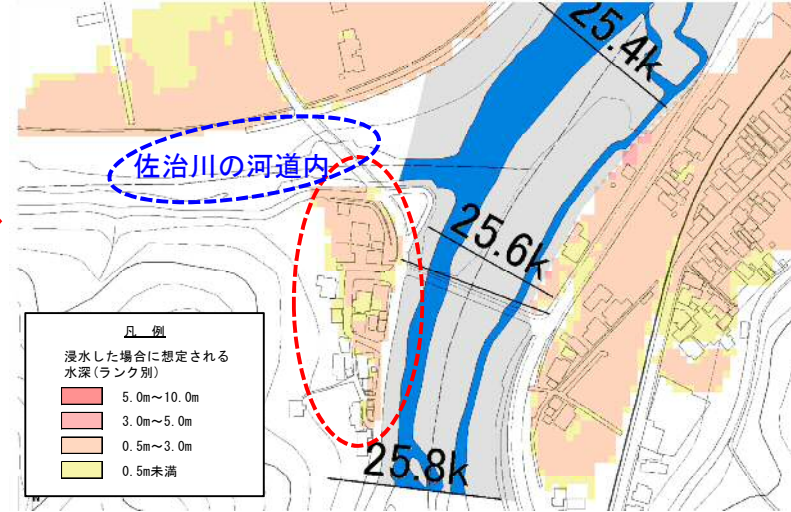 25.4k
佐治川の河道内
25.6k
凡 例
浸水した場合に想定される
水深(ランク別)
5.0m～10.0m
3.0m～5.0m
0.5m～3.0m
0.5m未満
25.8k